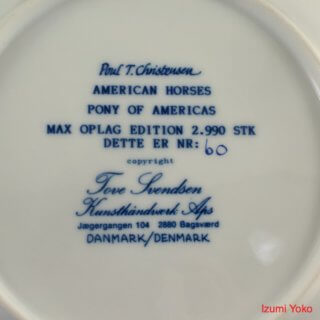 Poul T. Christensen
AMERICAN HORSES
PONY OF AMERICAS
MAX OPLAG EDITION 2.990 STK
DETTE ER NR: 60
copyright
Tove Svendsen
Kunsthåndværk Aps
Jægergangen 104 2880 Bagsværd
DANMARK/DENMARK
Izumi Yoko